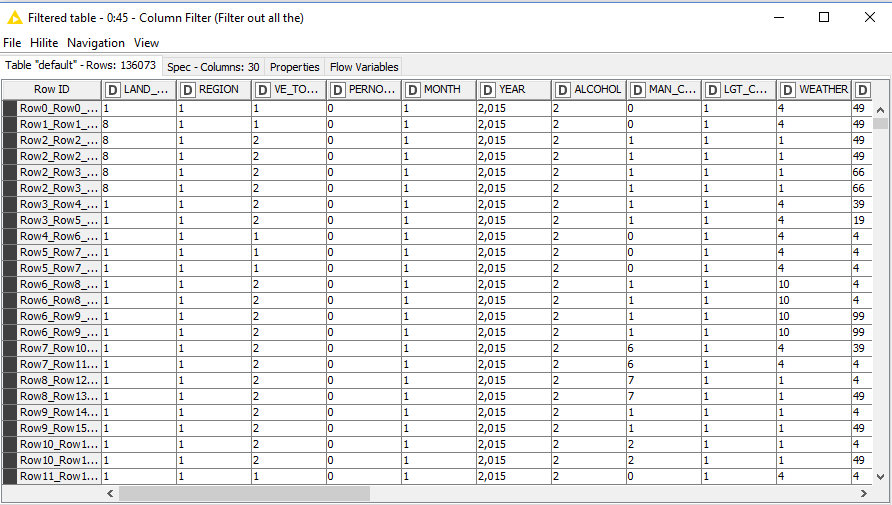 Filtered table - 0:45 - Column Filter (Filter out all the)
File Hilite Navigation View
Table "default" - Rows: 136073 Spec - Columns: 30 Properties Flow Variables
Row ID D LAND_... D REGION D VE_TO... D PERNO... D MONTH D YEAR D ALCOHOL D MAN_C... D LGT_C... D WEATHER D
Row0_Row0_... 1 1 1 0 1 2,015 2 0 1 4 49
Row1_Row1_... 8 1 1 0 1 2,015 2 0 1 4 49
Row2_Row2_... 8 1 2 0 1 2,015 2 1 1 1 49
Row2_Row2_... 8 1 2 0 1 2,015 2 1 1 1 49
Row2_Row3_... 8 1 2 0 1 2,015 2 1 1 1 66
Row2_Row3_... 8 1 2 0 1 2,015 2 1 1 1 66
Row3_Row4_... 1 1 2 0 1 2,015 2 1 1 4 39
Row3_Row5_... 1 1 2 0 1 2,015 2 1 1 4 19
Row4_Row6_... 1 1 1 0 1 2,015 2 0 1 4 4
Row5_Row7_... 1 1 1 0 1 2,015 2 0 1 4 4
Row5_Row7_... 1 1 1 0 1 2,015 2 0 1 4 4
Row6_Row8_... 1 1 2 0 1 2,015 2 1 1 10 4
Row6_Row8_... 1 1 2 0 1 2,015 2 1 1 10 4
Row6_Row9_... 1 1 2 0 1 2,015 2 1 1 10 99
Row6_Row9_... 1 1 2 0 1 2,015 2 1 1 10 99
Row7_Row10... 1 1 2 0 1 2,015 2 6 1 4 39
Row7_Row11... 1 1 2 0 1 2,015 2 6 1 4 4
Row8_Row12... 1 1 2 0 1 2,015 2 7 1 1 4
Row8_Row13... 1 1 2 0 1 2,015 2 7 1 1 49
Row9_Row14... 1 1 2 0 1 2,015 2 1 1 1 4
Row9_Row15... 1 1 2 0 1 2,015 2 1 1 1 49
Row10_Row1... 1 1 2 0 1 2,015 2 2 1 1 4
Row10_Row1... 1 1 2 0 1 2,015 2 2 1 1 49
Row11_Row1... 1 1 1 0 1 2,015 2 0 1 4 4